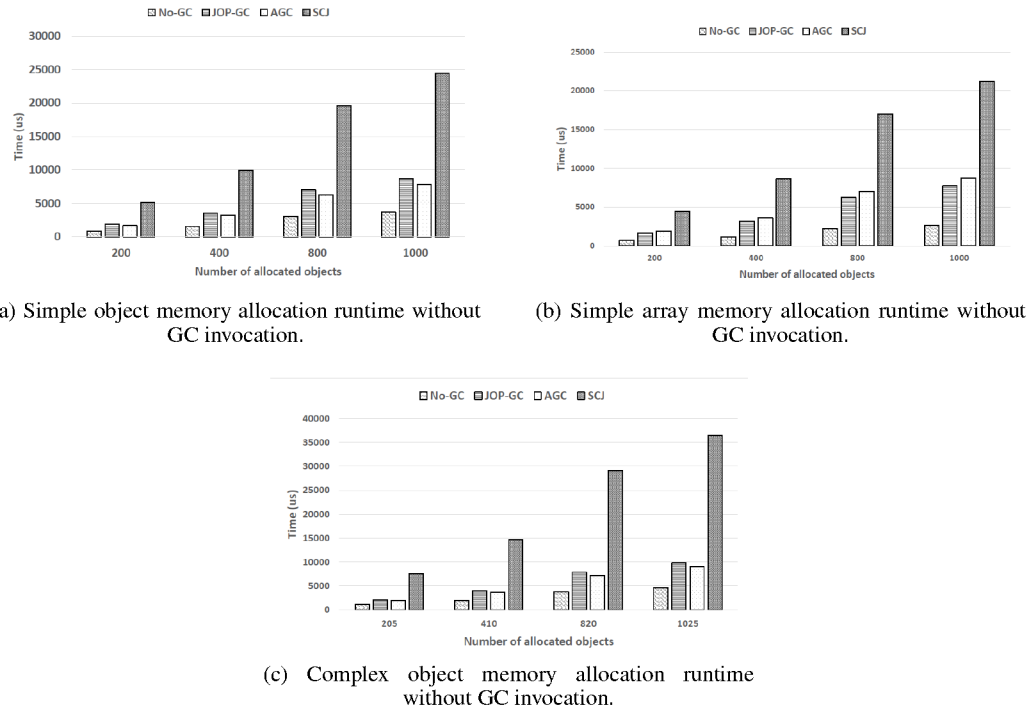 No-GC JOP-GC AGC SCJ
30000
25000
20000
15000
10000
5000
0
Time (us)
200 400 800 1000
Number of allocated objects
a) Simple object memory allocation runtime without
GC invocation.
No-GC JOP-GC AGC SCJ
25000
20000
15000
10000
5000
0
Time (us)
200 400 800 1000
Number of allocated objects
(b) Simple array memory allocation runtime without
GC invocation.
No-GC JOP-GC AGC SCJ
40000
35000
30000
25000
20000
15000
10000
5000
0
Time (us)
205 410 820 1025
Number of allocated objects
(c) Complex object memory allocation runtime
without GC invocation.